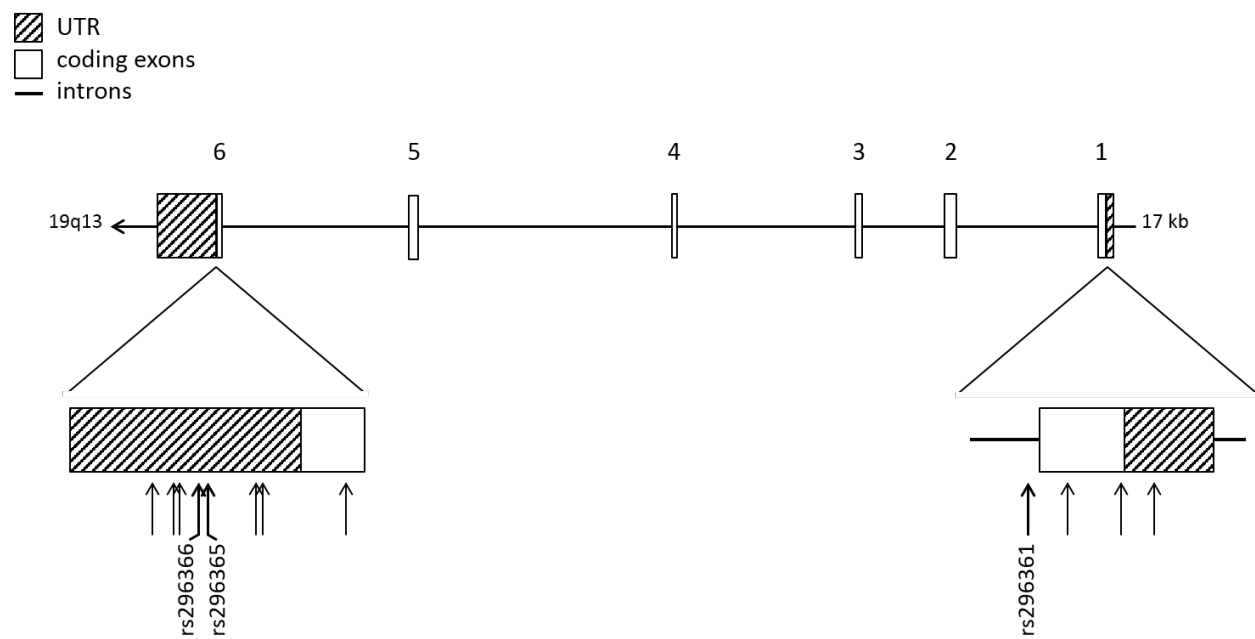 UTR
coding exons
introns
6 5 4 3 2 1
19q13 17 kb
rs296366
rs296365
rs296361